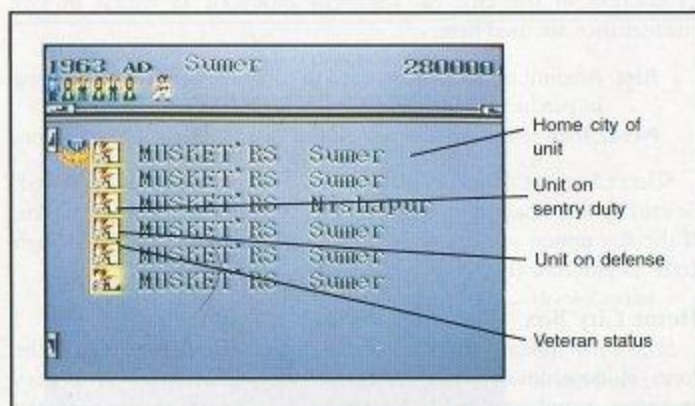 1963 AD Sumer 280000
MUSKET'RS Sumer
MUSKET'RS Sumer
MUSKET'RS Nishapur
MUSKET'RS Sumer
MUSKET'RS Sumer
MUSKET'RS Sumer
Home city of
unit
Unit on
sentry duty
Unit on defense
Veteran status